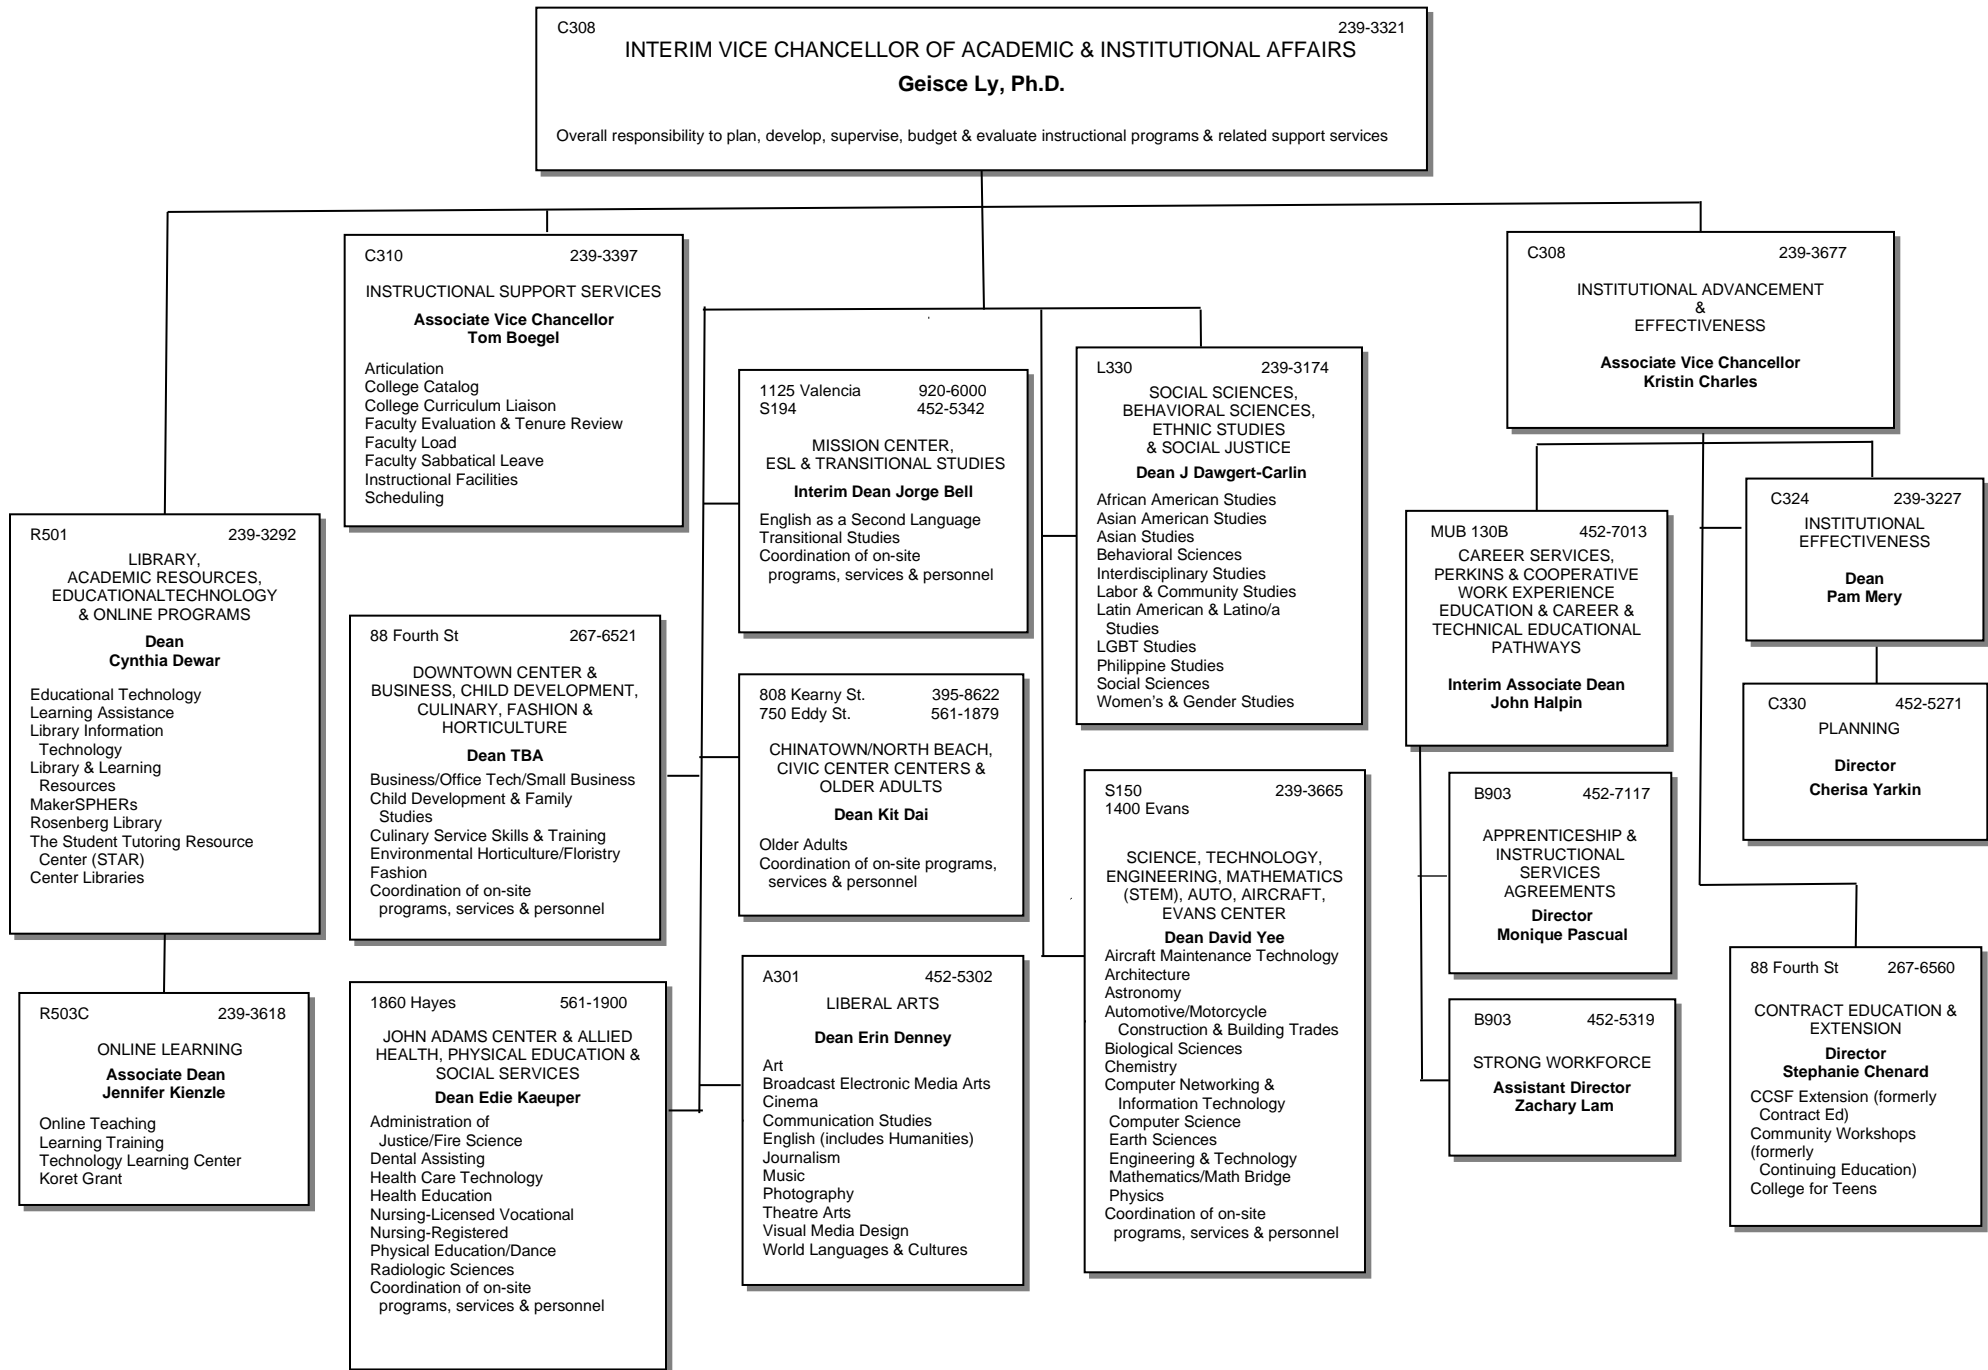 C308 239-3321
INTERIM VICE CHANCELLOR OF ACADEMIC & INSTITUTIONAL AFFAIRS
Geisce Ly, Ph.D.
Overall responsibility to plan, develop, supervise, budget & evaluate instructional programs & related support services
R501 239-3292
LIBRARY,
ACADEMIC RESOURCES,
EDUCATIONALTECHNOLOGY
& ONLINE PROGRAMS
Dean
Cynthia Dewar
Educational Technology
Learning Assistance
Library Information
Technology
Library & Learning
Resources
MakerSPHERs
Rosenberg Library
The Student Tutoring Resource
Center (STAR)
Center Libraries
R503C 239-3618
ONLINE LEARNING
Associate Dean
Jennifer Kienzle
Online Teaching
Learning Training
Technology Learning Center
Koret Grant
C310 239-3397
INSTRUCTIONAL SUPPORT SERVICES
Associate Vice Chancellor
Tom Boegel
Articulation
College Catalog
College Curriculum Liaison
Faculty Evaluation & Tenure Review
Faculty Load
Faculty Sabbatical Leave
Instructional Facilities
Scheduling
88 Fourth St 267-6521
DOWNTOWN CENTER &
BUSINESS, CHILD DEVELOPMENT,
CULINARY, FASHION &
HORTICULTURE
Dean TBA
Business/Office Tech/Small Business
Child Development & Family
Studies
Culinary Service Skills & Training
Environmental Horticulture/Floristry
Fashion
Coordination of on-site
programs, services & personnel
1860 Hayes 561-1900
JOHN ADAMS CENTER & ALLIED
HEALTH, PHYSICAL EDUCATION &
SOCIAL SERVICES
Dean Edie Kaeuper
Administration of
Justice/Fire Science
Dental Assisting
Health Care Technology
Health Education
Nursing-Licensed Vocational
Nursing-Registered
Physical Education/Dance
Radiologic Sciences
Coordination of on-site
programs, services & personnel
1125 Valencia 920-6000
S194 452-5342
MISSION CENTER,
ESL & TRANSITIONAL STUDIES
Interim Dean Jorge Bell
English as a Second Language
Transitional Studies
Coordination of on-site
programs, services & personnel
808 Kearny St. 395-8622
750 Eddy St. 561-1879
CHINATOWN/NORTH BEACH,
CIVIC CENTER CENTERS &
OLDER ADULTS
Dean Kit Dai
Older Adults
Coordination of on-site programs,
services & personnel
A301 452-5302
LIBERAL ARTS
Dean Erin Denney
Art
Broadcast Electronic Media Arts
Cinema
Communication Studies
English (includes Humanities)
Journalism
Music
Photography
Theatre Arts
Visual Media Design
World Languages & Cultures
L330 239-3174
SOCIAL SCIENCES,
BEHAVIORAL SCIENCES,
ETHNIC STUDIES
& SOCIAL JUSTICE
Dean J Dawgert-Carlin
African American Studies
Asian American Studies
Asian Studies
Behavioral Sciences
Interdisciplinary Studies
Labor & Community Studies
Latin American & Latino/a
Studies
LGBT Studies
Philippine Studies
Social Sciences
Women's & Gender Studies
S150 239-3665
1400 Evans
SCIENCE, TECHNOLOGY,
ENGINEERING, MATHEMATICS
(STEM), AUTO, AIRCRAFT,
EVANS CENTER
Dean David Yee
Aircraft Maintenance Technology
Architecture
Astronomy
Automotive/Motorcycle
Construction & Building Trades
Biological Sciences
Chemistry
Computer Networking &
Information Technology
Computer Science
Earth Sciences
Engineering & Technology
Mathematics/Math Bridge
Physics
Coordination of on-site
programs, services & personnel
C308 239-3677
INSTITUTIONAL ADVANCEMENT
&
EFFECTIVENESS
Associate Vice Chancellor
Kristin Charles
MUB 130B 452-7013
CAREER SERVICES,
PERKINS & COOPERATIVE
WORK EXPERIENCE
EDUCATION & CAREER &
TECHNICAL EDUCATIONAL
PATHWAYS
Interim Associate Dean
John Halpin
B903 452-7117
APPRENTICESHIP &
INSTRUCTIONAL
SERVICES
AGREEMENTS
Director
Monique Pascual
B903 452-5319
STRONG WORKFORCE
Assistant Director
Zachary Lam
C324 239-3227
INSTITUTIONAL
EFFECTIVENESS
Dean
Pam Mery
C330 452-5271
PLANNING
Director
Cherisa Yarkin
88 Fourth St 267-6560
CONTRACT EDUCATION &
EXTENSION
Director
Stephanie Chenard
CCSF Extension (formerly
Contract Ed)
Community Workshops
(formerly
Continuing Education)
College for Teens